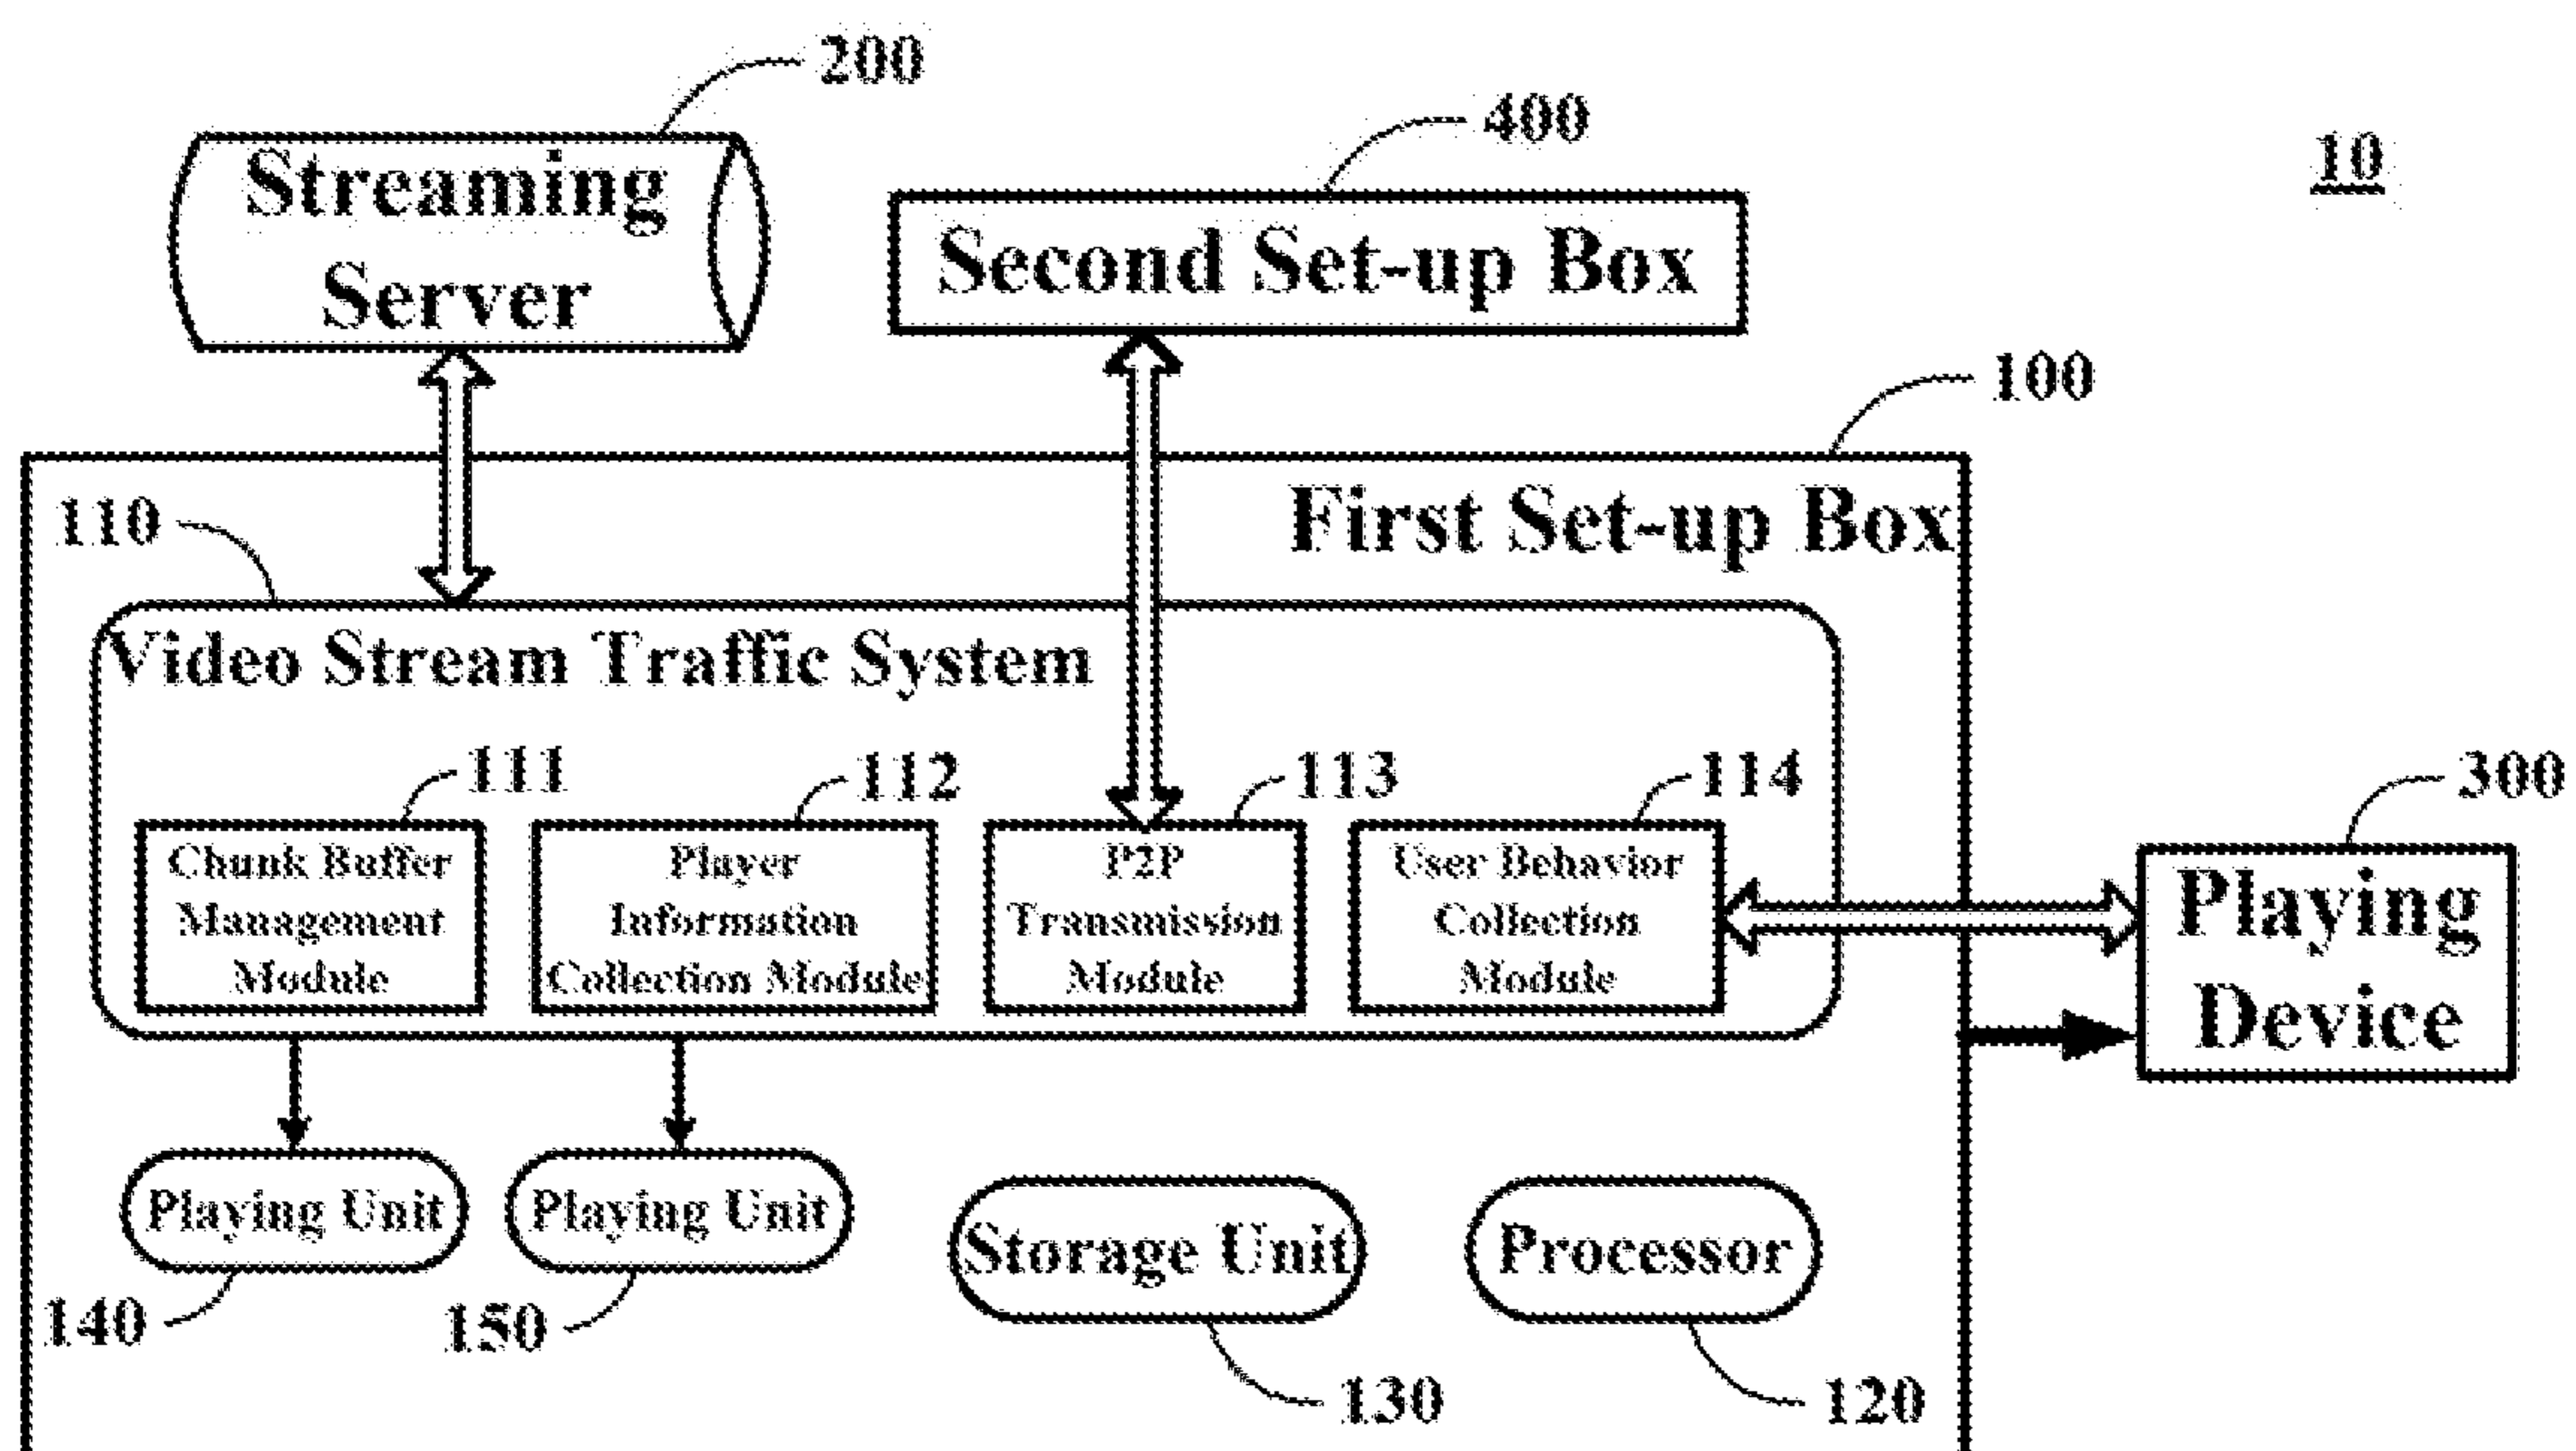 200
400
10
Streaming
Server
Second Set-up Box
100
First Set-up Box
110
Video Stream Traffic System
111
112
113
114
300
Chunk Buffer
Management
Module
Player
Information
Collection Module
P2P
Transmission
Module
User Behavior
Collection
Module
Playing
Device
Playing Unit
Playing Unit
Storage Unit
Processor
140
150
130
120